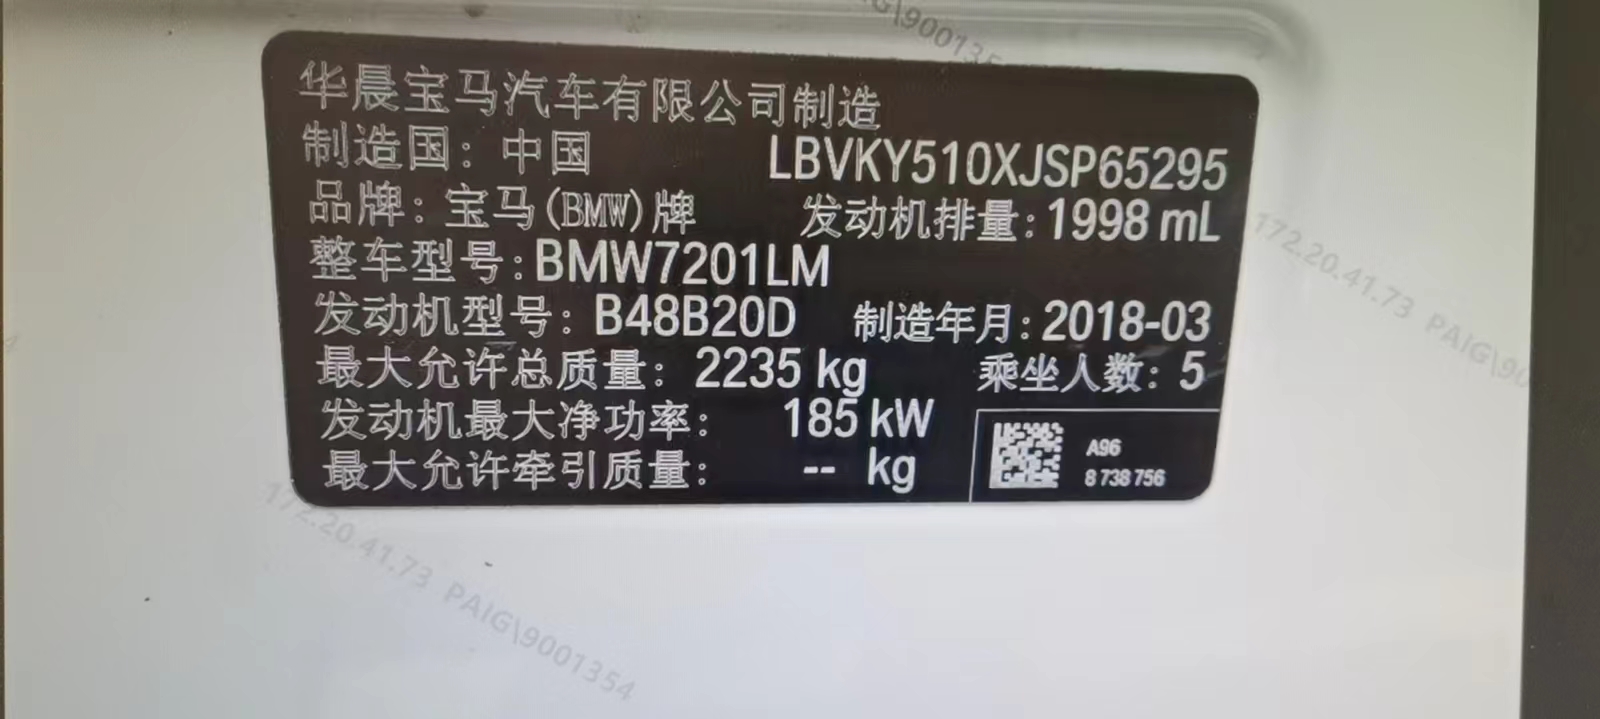 华晨宝马汽车有限公司制造
制造国：中国
LBVKY510XJSP65295
品牌：宝马(BMW)牌 发动机排量：1998 mL
整车型号：BMW7201LM
发动机型号：B48B20D 制造年月：2018-03
最大允许总质量：2235 kg 乘坐人数：5
发动机最大净功率：185 kW
最大允许牵引质量：-- kg
A96
8 738 756
172.20.41.73 PAIG\9001354
172.20.41.73 PAIG\90